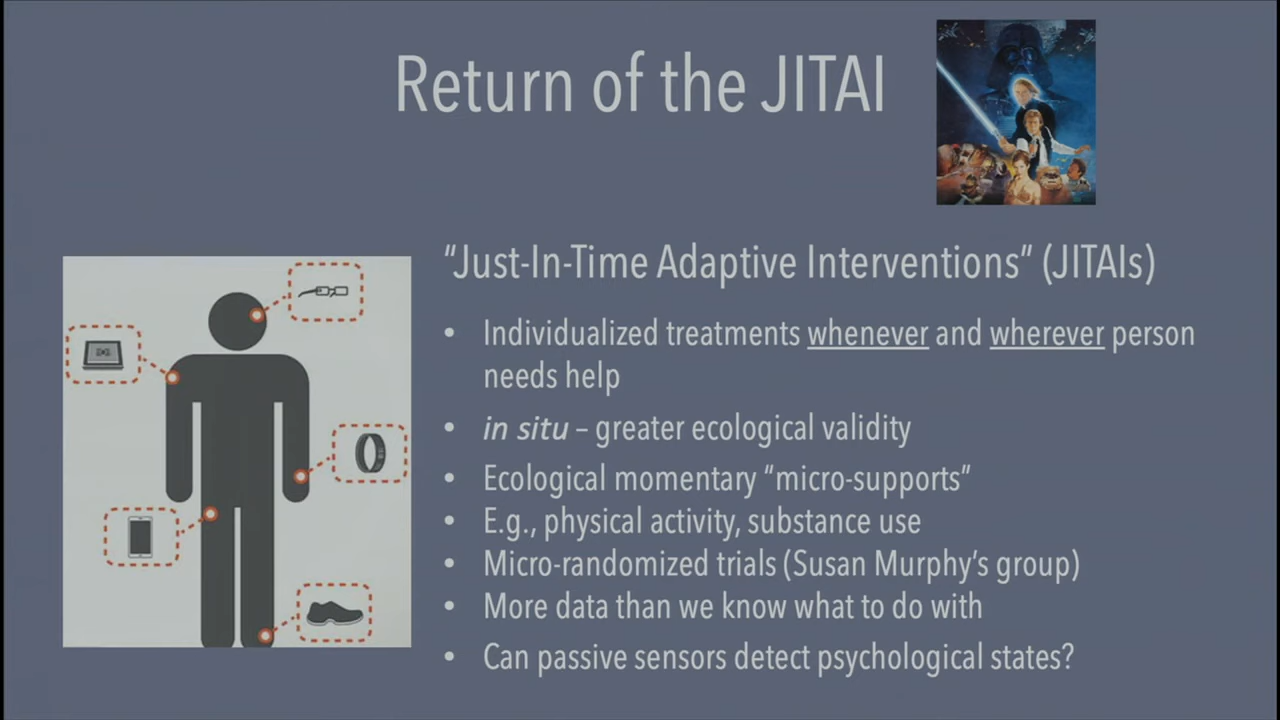 Return of the JITAI
“Just-In-Time Adaptive Interventions” (JITAIs)
• Individualized treatments whenever and wherever person
needs help
• in situ – greater ecological validity
• Ecological momentary “micro-supports”
• E.g., physical activity, substance use
• Micro-randomized trials (Susan Murphy’s group)
• More data than we know what to do with
• Can passive sensors detect psychological states?